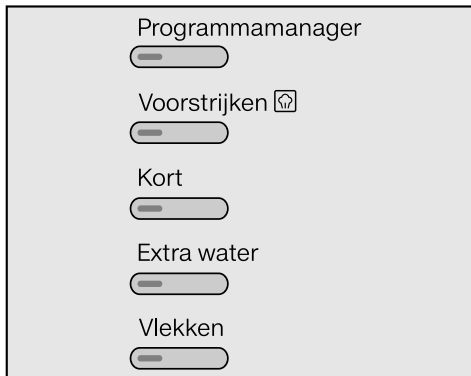 Programmamanager
Voorstrijken
Kort
Extra water
Vlekken